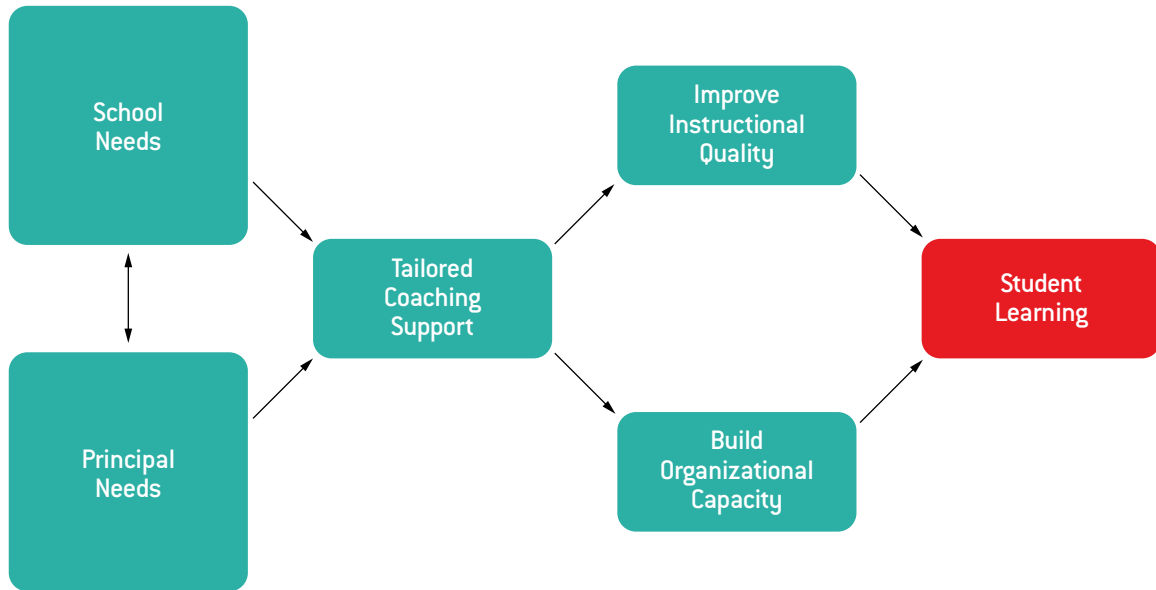 School
Needs
Principal
Needs
Tailored
Coaching
Support
Improve
Instructional
Quality
Build
Organizational
Capacity
Student
Learning